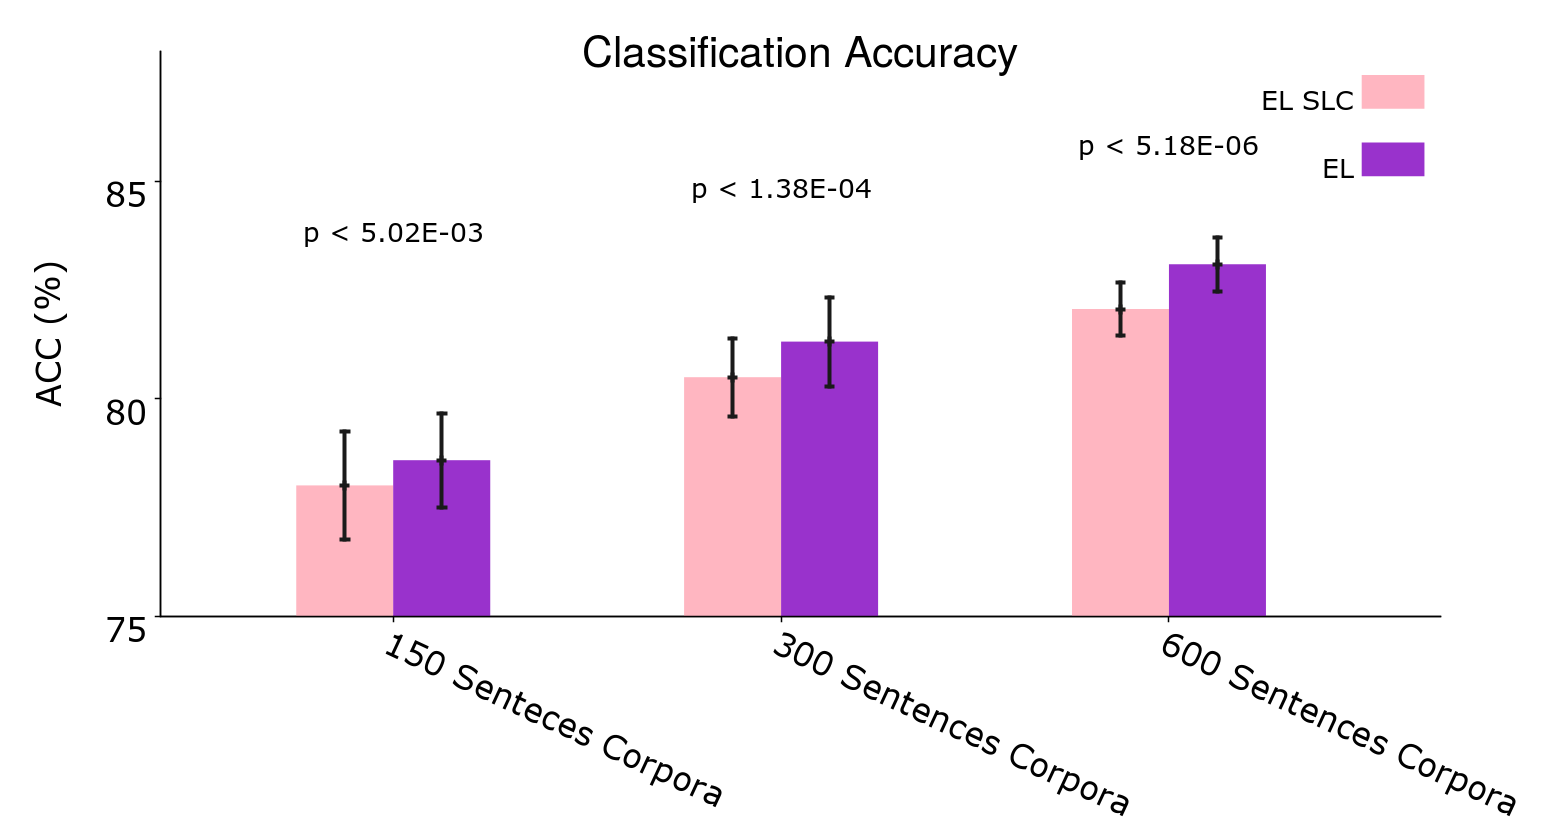 Classification Accuracy
EL SLC
EL
p < 5.18E-06
p < 1.38E-04
p < 5.02E-03
ACC (%)
85
80
75
150 Senteces Corpora
300 Sentences Corpora
600 Sentences Corpora